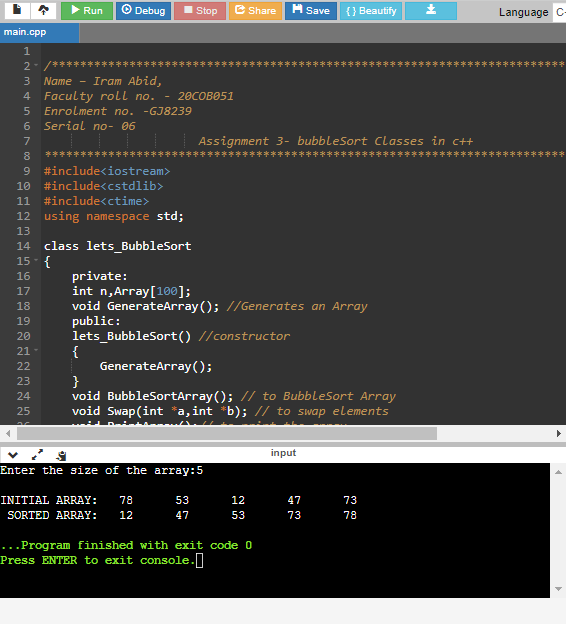 Run Debug Stop Share Save { } Beautify Language C
main.cpp
1
2 /*************************************************************************
3 Name – Iram Abid,
4 Faculty roll no. - 20COB051
5 Enrolment no. -GJ8239
6 Serial no- 06
7 Assignment 3- bubbleSort Classes in c++
8 **************************************************************************
9 #include<iostream>
10 #include<cstdlib>
11 #include<ctime>
12 using namespace std;
13
14 class lets_BubbleSort
15 {
16 private:
17 int n,Array[100];
18 void GenerateArray(); //Generates an Array
19 public:
20 lets_BubbleSort() //constructor
21 {
22 GenerateArray();
23 }
24 void BubbleSortArray(); // to BubbleSort Array
25 void Swap(int *a,int *b); // to swap elements
26 void PrintArray(); // to print the array
input
Enter the size of the array:5
INITIAL ARRAY: 78 53 12 47 73
SORTED ARRAY: 12 47 53 73 78
...Program finished with exit code 0
Press ENTER to exit console.